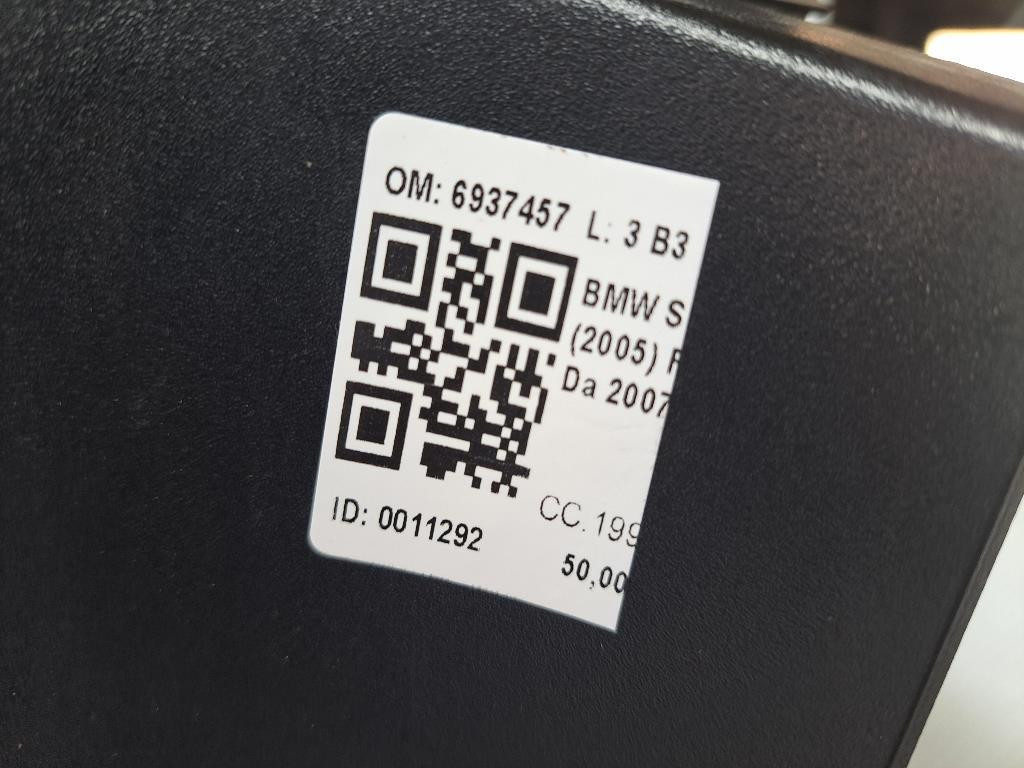 OM: 6937457 L: 3 B3
BMW S
(2005)
Da 2007
CC.199
50,00
ID: 0011292